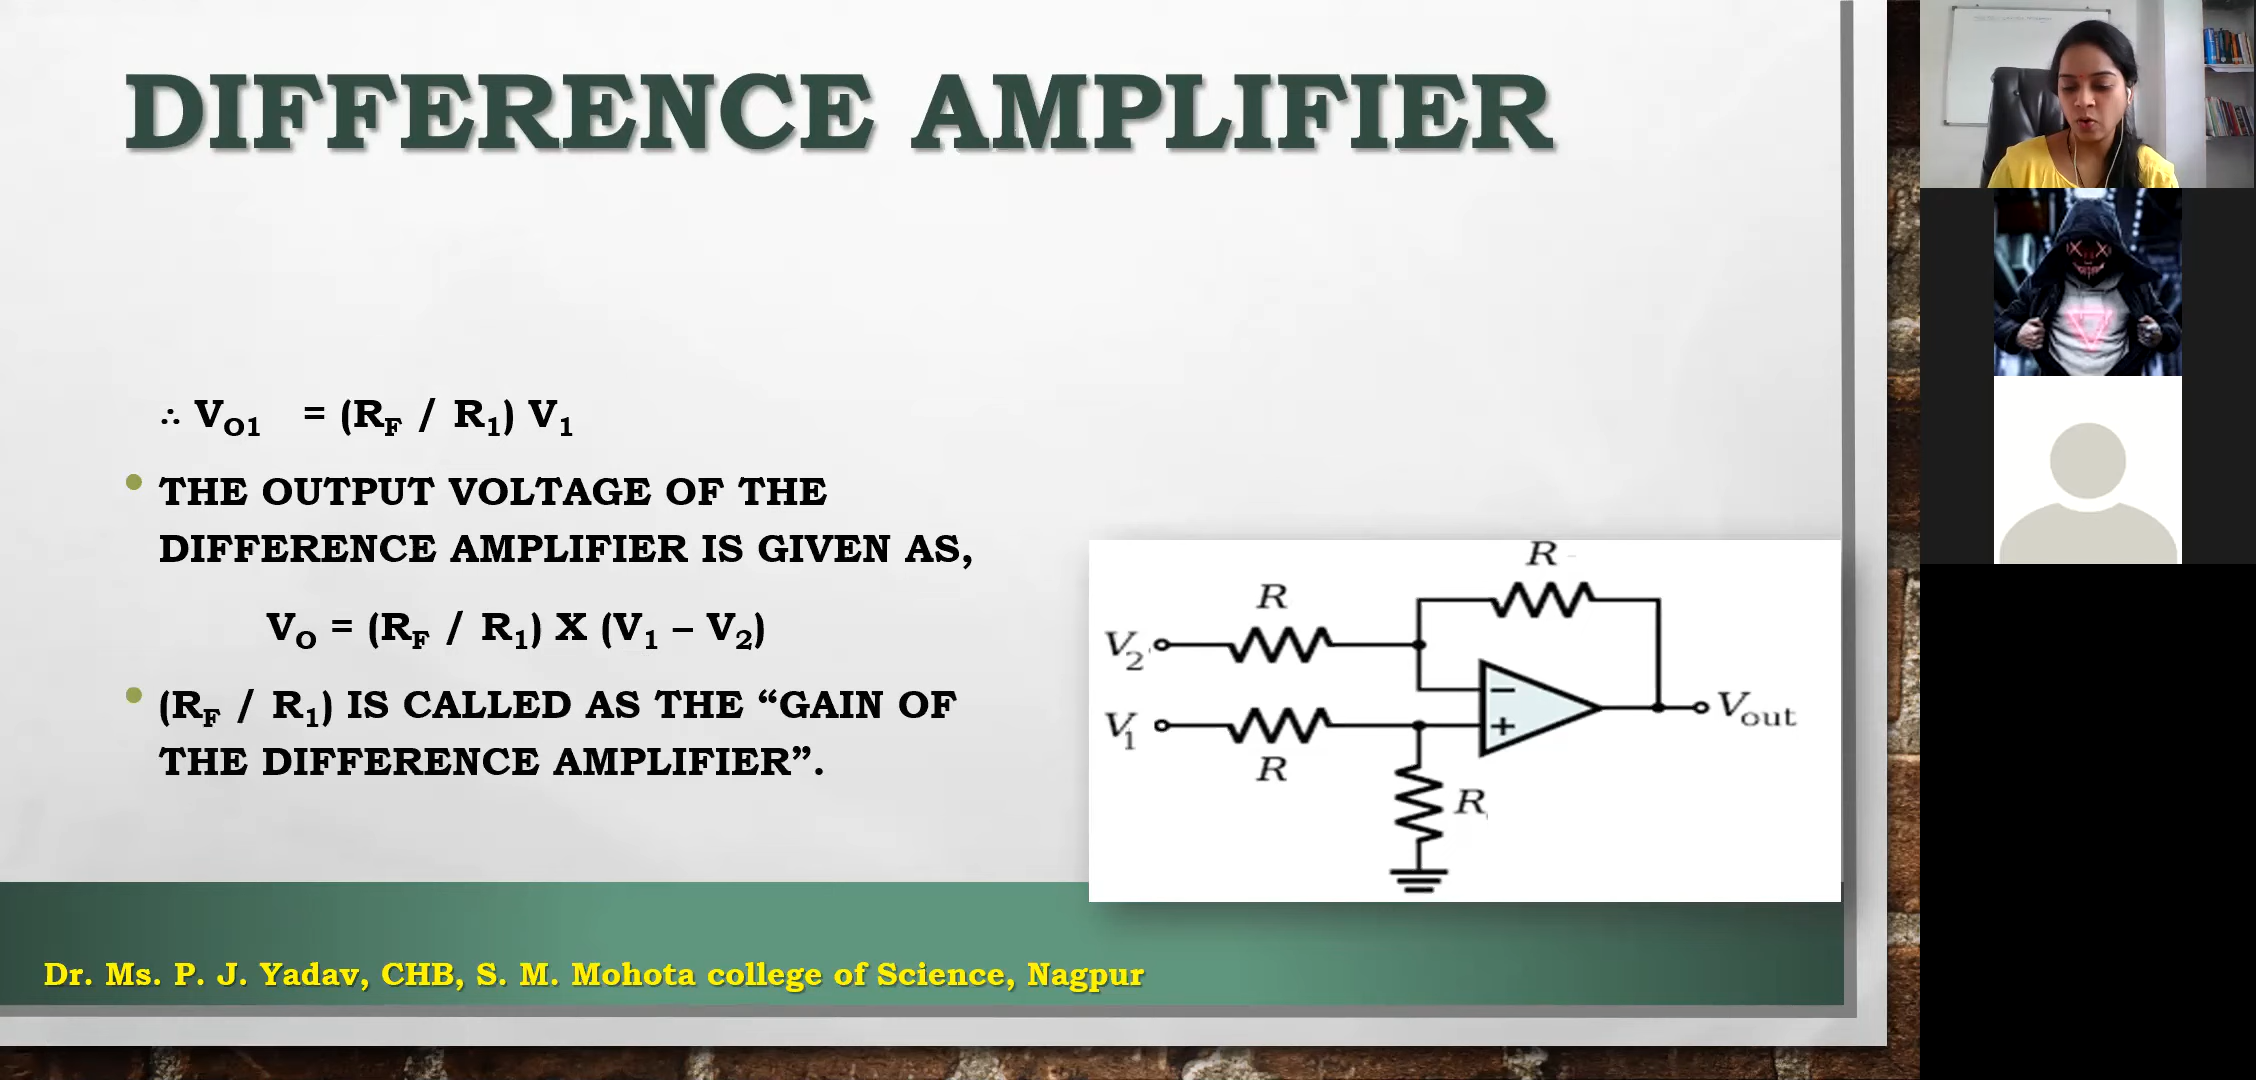 DIFFERENCE AMPLIFIER
∴ VO1 = (RF / R1) V1
• THE OUTPUT VOLTAGE OF THE
DIFFERENCE AMPLIFIER IS GIVEN AS,
VO = (RF / R1) X (V1 – V2)
• (RF / R1) IS CALLED AS THE “GAIN OF
THE DIFFERENCE AMPLIFIER”.
R
R
V2
−
+
Vout
V1
R
R
Dr. Ms. P. J. Yadav, CHB, S. M. Mohota college of Science, Nagpur